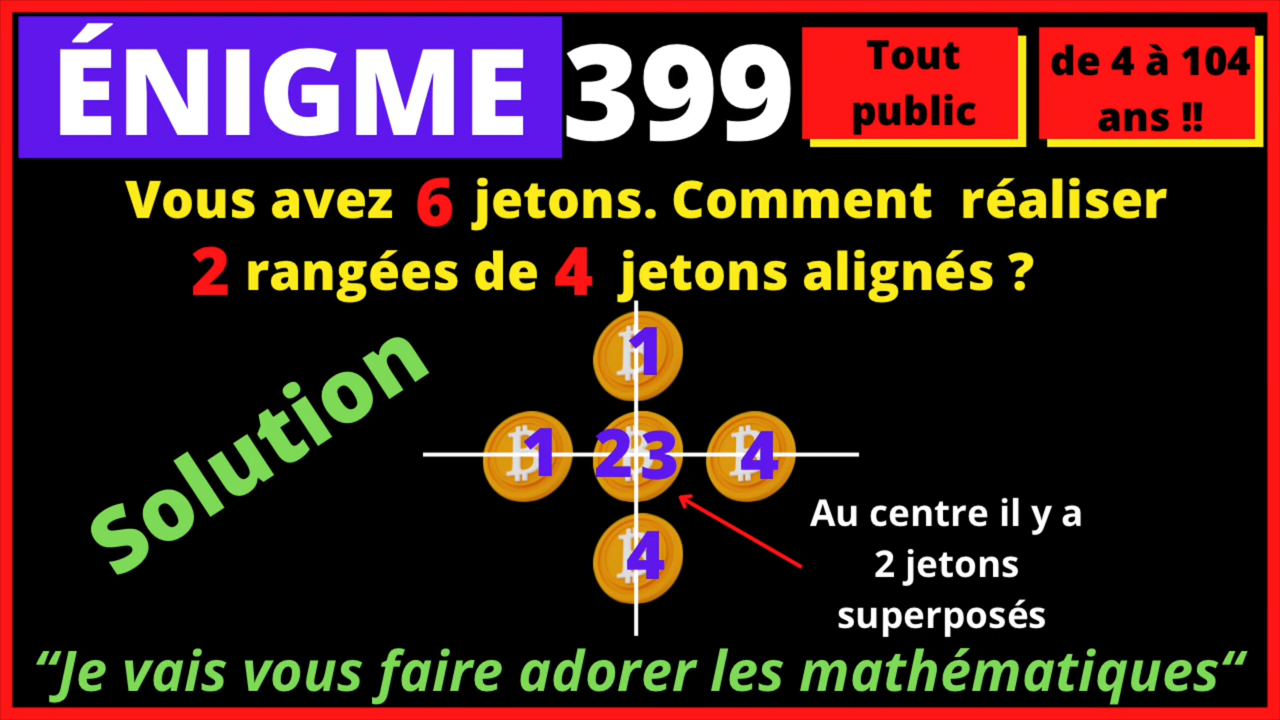 ÉNIGME 399
Tout
public
de 4 à 104
ans !!
Vous avez 6 jetons. Comment réaliser
2 rangées de 4 jetons alignés ?
Solution
1
1 2 3 4
4
Au centre il y a
2 jetons
superposés
“Je vais vous faire adorer les mathématiques“